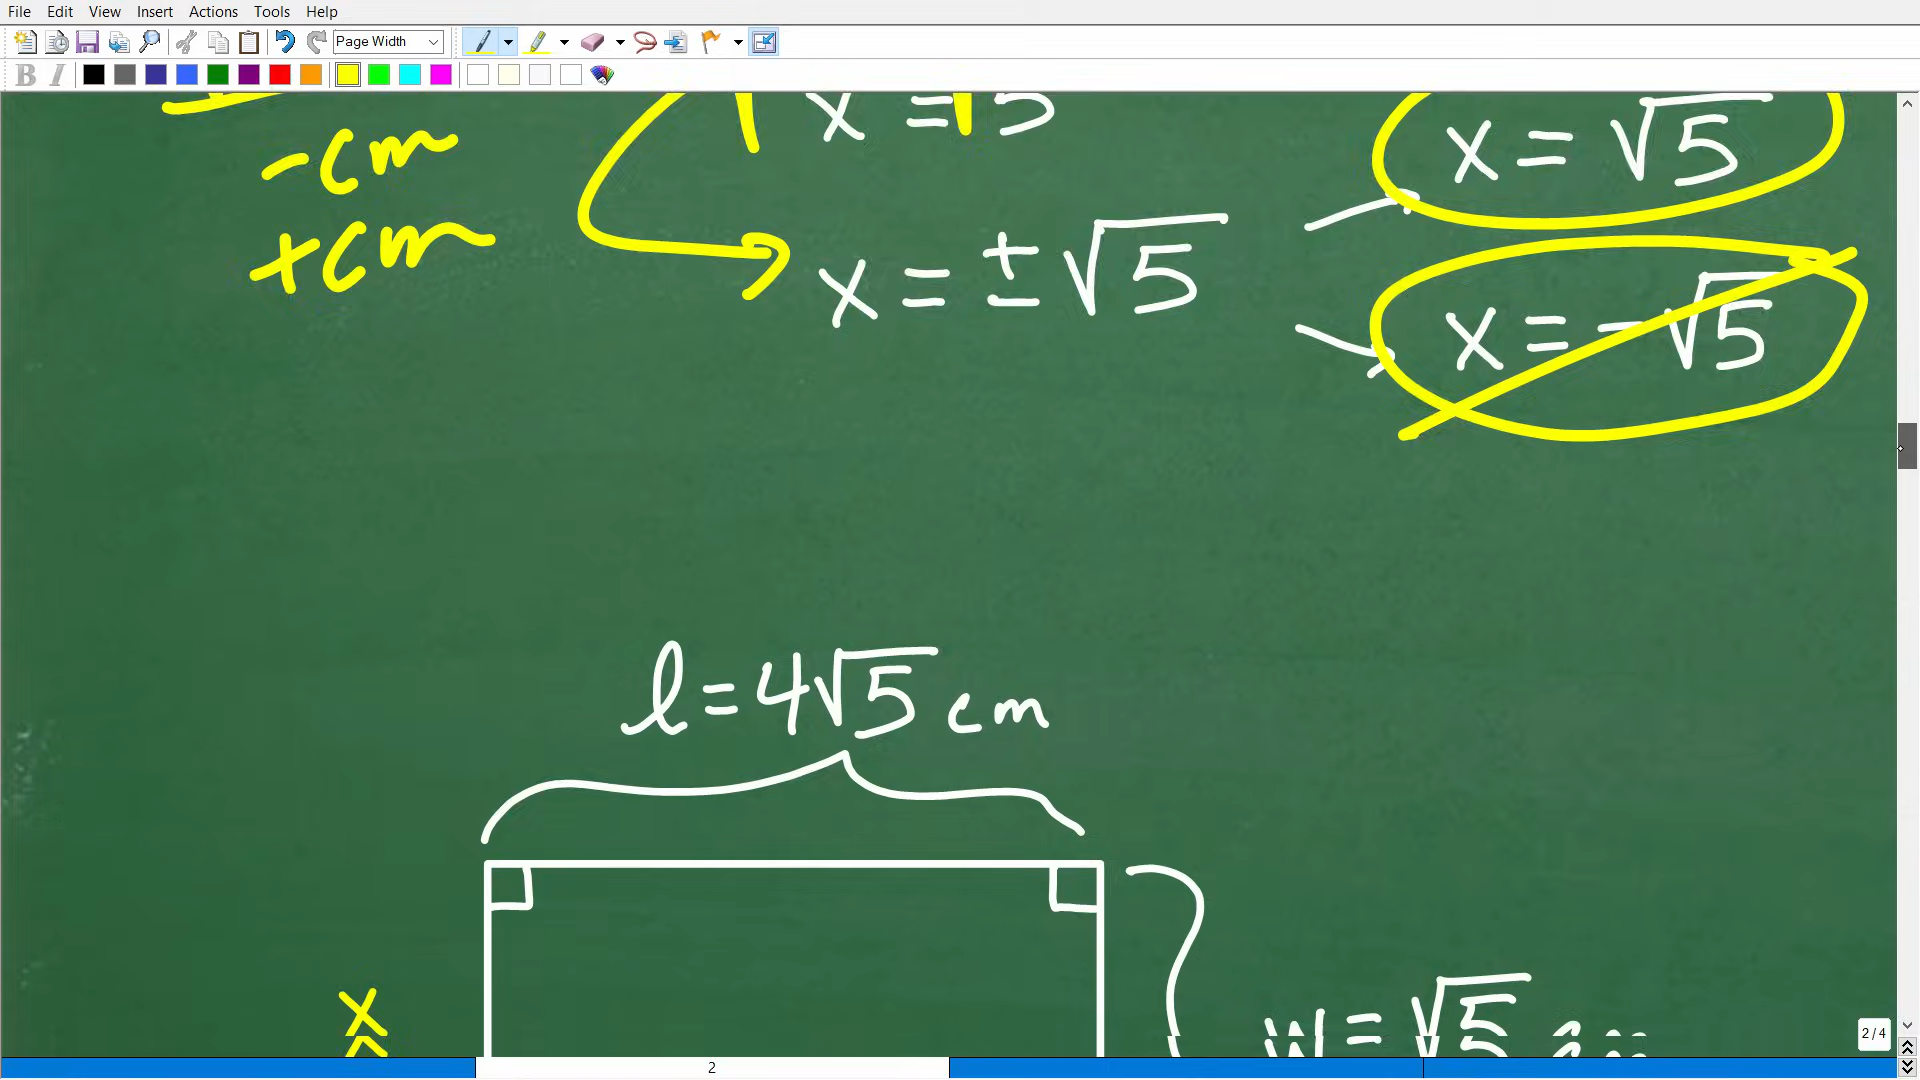 File Edit View Insert Actions Tools Help
Page Width
B I
-cm
+cm
x = ±√5
x = √5
x = -√5
l = 4√5 cm
x
w = √5
2 / 4
2